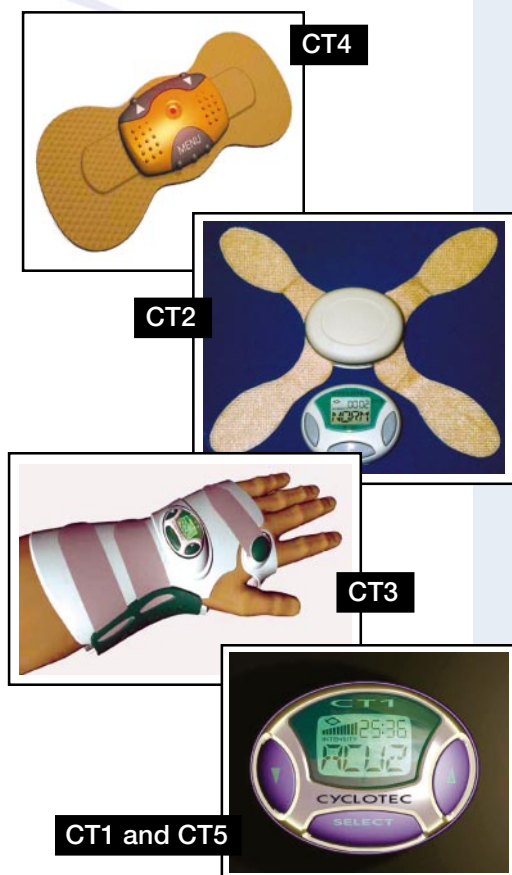 CT4
MENU
CT2
0002
NORM
CT3
CT1
25:36
INTENSITY
ACU2
CYCLOTEC
SELECT
CT1 and CT5